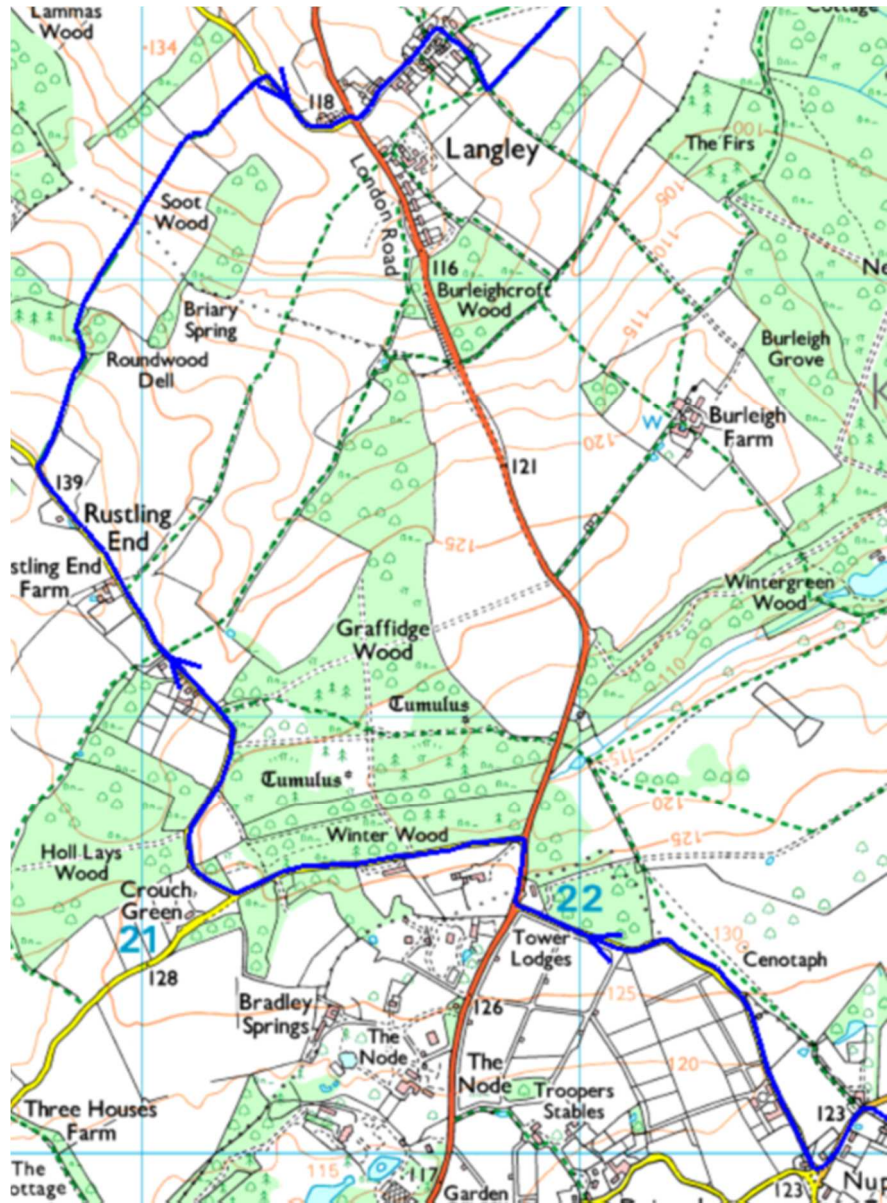 Lammas
Wood
134
Cottage
118
Langley
The Firs
100
105
110
Soot
Wood
London Road
116
Burleighcroft
Wood
Ne
Briary
Spring
115
Roundwood
Dell
Burleigh
Grove
K
W
Burleigh
Farm
120
139
121
Rustling
End
125
stling End
Farm
Wintergreen
Wood
Graffidge
Wood
110
Tumulus
115
Tumulus
120
Winter Wood
125
Holl Lays
Wood
Crouch
Green
22
21
130
Tower
Lodges
Cenotaph
128
125
Bradley
Springs
126
The
Node
The
Node
120
Troopers
Stables
Three Houses
Farm
123
The
ottage
115
117
Garden
123
Nup